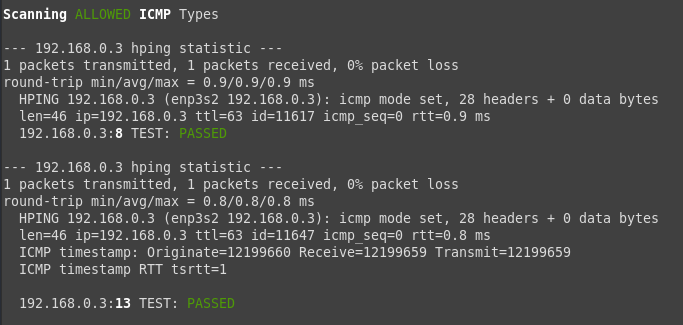 Scanning ALLOWED ICMP Types
--- 192.168.0.3 hping statistic ---
1 packets transmitted, 1 packets received, 0% packet loss
round-trip min/avg/max = 0.9/0.9/0.9 ms
HPING 192.168.0.3 (enp3s2 192.168.0.3): icmp mode set, 28 headers + 0 data bytes
len=46 ip=192.168.0.3 ttl=63 id=11617 icmp_seq=0 rtt=0.9 ms
192.168.0.3:8 TEST: PASSED
--- 192.168.0.3 hping statistic ---
1 packets transmitted, 1 packets received, 0% packet loss
round-trip min/avg/max = 0.8/0.8/0.8 ms
HPING 192.168.0.3 (enp3s2 192.168.0.3): icmp mode set, 28 headers + 0 data bytes
len=46 ip=192.168.0.3 ttl=63 id=11647 icmp_seq=0 rtt=0.8 ms
ICMP timestamp: Originate=12199660 Receive=12199659 Transmit=12199659
ICMP timestamp RTT tsrtt=1
192.168.0.3:13 TEST: PASSED